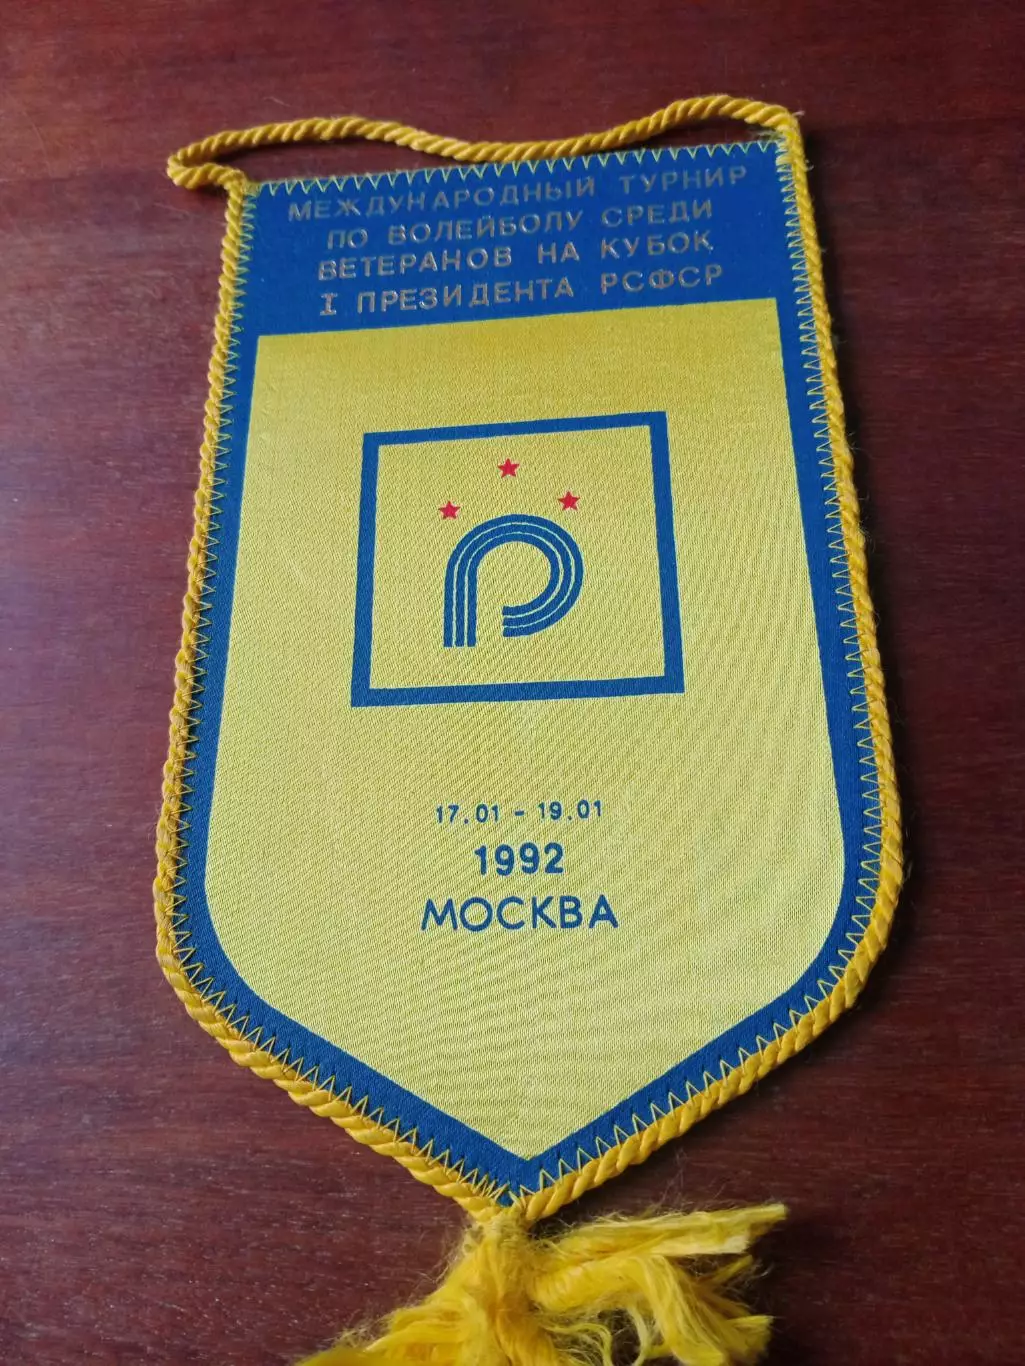 МЕЖДУНАРОДНЫЙ ТУРНИР
ПО ВОЛЕЙБОЛУ СРЕДИ
ВЕТЕРАНОВ НА КУБОК
I ПРЕЗИДЕНТА РСФСР
Р
17.01 - 19.01
1992
МОСКВА